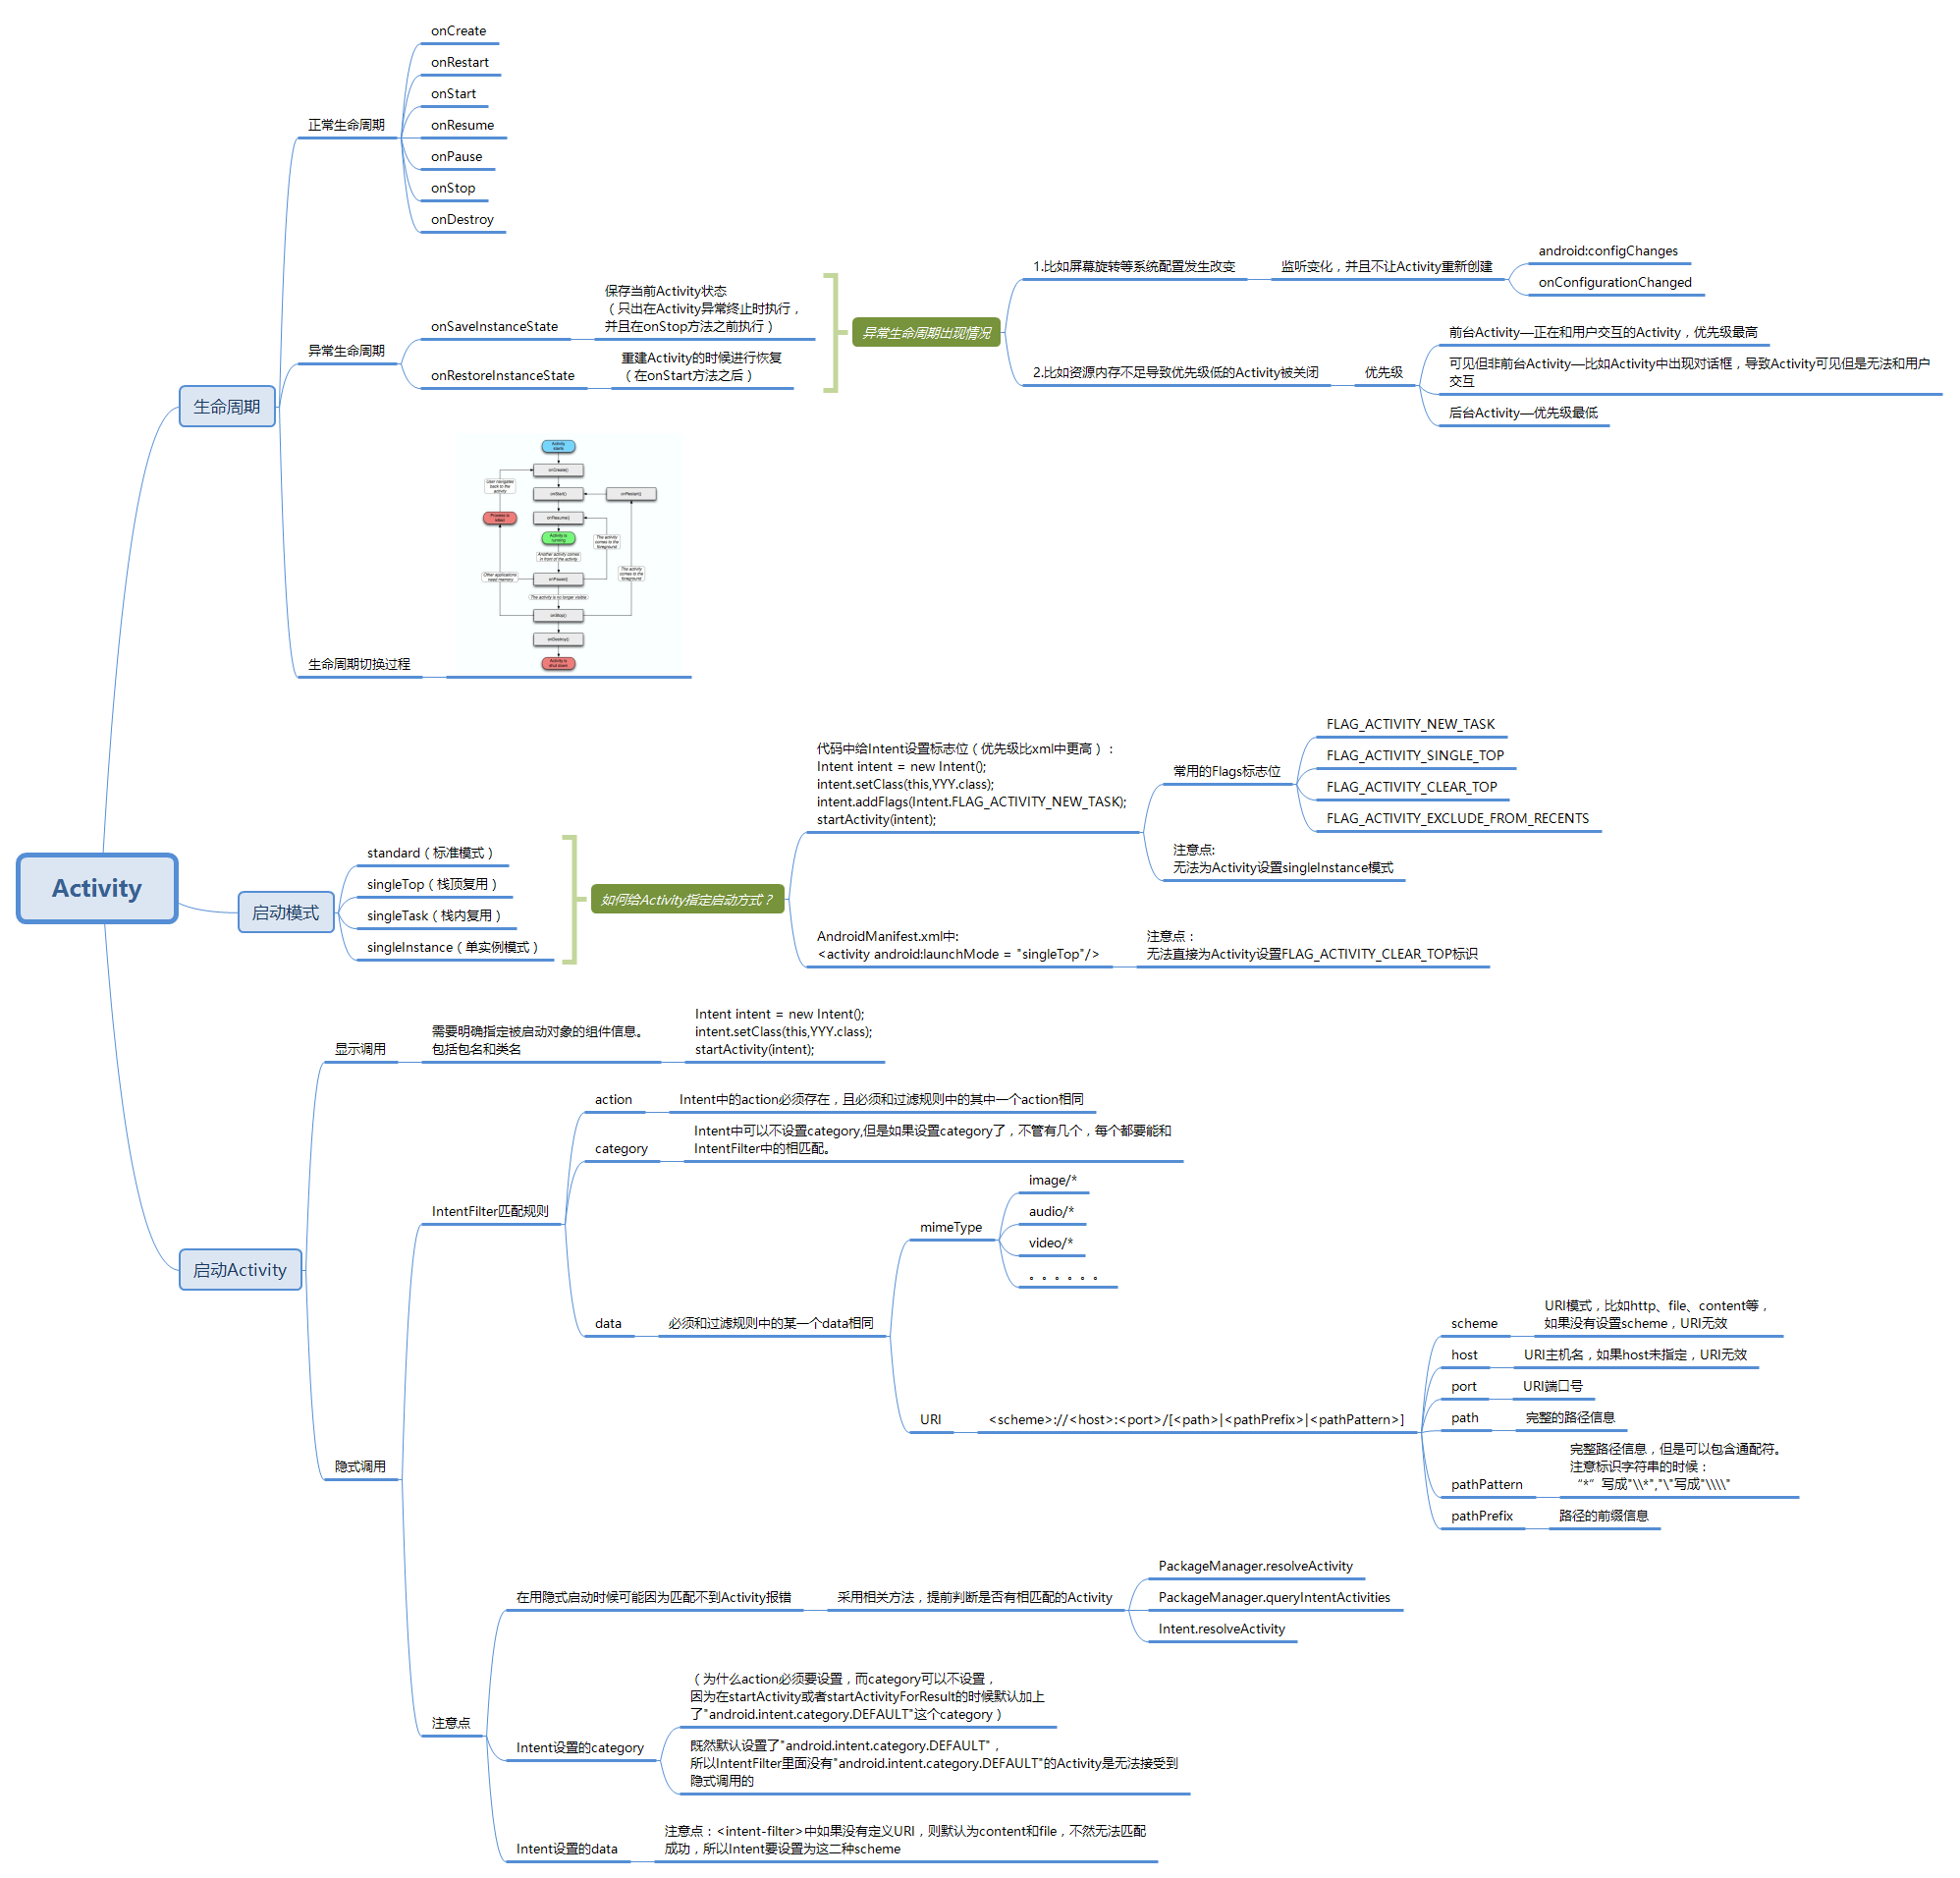 Activity
生命周期
正常生命周期
onCreate
onRestart
onStart
onResume
onPause
onStop
onDestroy
异常生命周期
onSaveInstanceState
保存当前Activity状态
（只出在Activity异常终止时执行，
并且在onStop方法之前执行）
onRestoreInstanceState
重建Activity的时候进行恢复
（在onStart方法之后）
异常生命周期出现情况
1.比如屏幕旋转等系统配置发生改变
监听变化，并且不让Activity重新创建
android:configChanges
onConfigurationChanged
2.比如资源内存不足导致优先级低的Activity被关闭
优先级
前台Activity—正在和用户交互的Activity，优先级最高
可见但非前台Activity—比如Activity中出现对话框，导致Activity可见但是无法和用户
交互
后台Activity—优先级最低
生命周期切换过程
Activity
starts
onCreate()
User navigates
back to the
activity
onStart()
onRestart()
Process is
killed
onResume()
Activity is
running
The activity
comes to the
foreground
Another activity comes
in front of the activity
Other applications
need memory
onPause()
The activity
comes to the
foreground
The activity is no longer visible
onStop()
onDestroy()
Activity is
shut down
启动模式
standard（标准模式）
singleTop（栈顶复用）
singleTask（栈内复用）
singleInstance（单实例模式）
如何给Activity指定启动方式？
代码中给Intent设置标志位（优先级比xml中更高）：
Intent intent = new Intent();
intent.setClass(this,YYY.class);
intent.addFlags(Intent.FLAG_ACTIVITY_NEW_TASK);
startActivity(intent);
常用的Flags标志位
FLAG_ACTIVITY_NEW_TASK
FLAG_ACTIVITY_SINGLE_TOP
FLAG_ACTIVITY_CLEAR_TOP
FLAG_ACTIVITY_EXCLUDE_FROM_RECENTS
注意点:
无法为Activity设置singleInstance模式
AndroidManifest.xml中:
<activity android:launchMode = "singleTop"/>
注意点：
无法直接为Activity设置FLAG_ACTIVITY_CLEAR_TOP标识
启动Activity
显示调用
需要明确指定被启动对象的组件信息。
包括包名和类名
Intent intent = new Intent();
intent.setClass(this,YYY.class);
startActivity(intent);
隐式调用
IntentFilter匹配规则
action
Intent中的action必须存在，且必须和过滤规则中的其中一个action相同
category
Intent中可以不设置category,但是如果设置category了，不管有几个，每个都要能和
IntentFilter中的相匹配。
data
必须和过滤规则中的某一个data相同
mimeType
image/*
audio/*
video/*
。。。。。。
URI
<scheme>://<host>:<port>/[<path>|<pathPrefix>|<pathPattern>]
scheme
URI模式，比如http、file、content等，
如果没有设置scheme，URI无效
host
URI主机名，如果host未指定，URI无效
port
URI端口号
path
完整的路径信息
pathPattern
完整路径信息，但是可以包含通配符。
注意标识字符串的时候：
“*”写成"\\*","\"写成"\\\\"
pathPrefix
路径的前缀信息
注意点
在用隐式启动时候可能因为匹配不到Activity报错
采用相关方法，提前判断是否有相匹配的Activity
PackageManager.resolveActivity
PackageManager.queryIntentActivities
Intent.resolveActivity
Intent设置的category
（为什么action必须要设置，而category可以不设置，
因为在startActivity或者startActivityForResult的时候默认加上
了"android.intent.category.DEFAULT"这个category）
既然默认设置了"android.intent.category.DEFAULT"，
所以IntentFilter里面没有"android.intent.category.DEFAULT"的Activity是无法接受到
隐式调用的
Intent设置的data
注意点：<intent-filter>中如果没有定义URI，则默认为content和file，不然无法匹配
成功，所以Intent要设置为这二种scheme